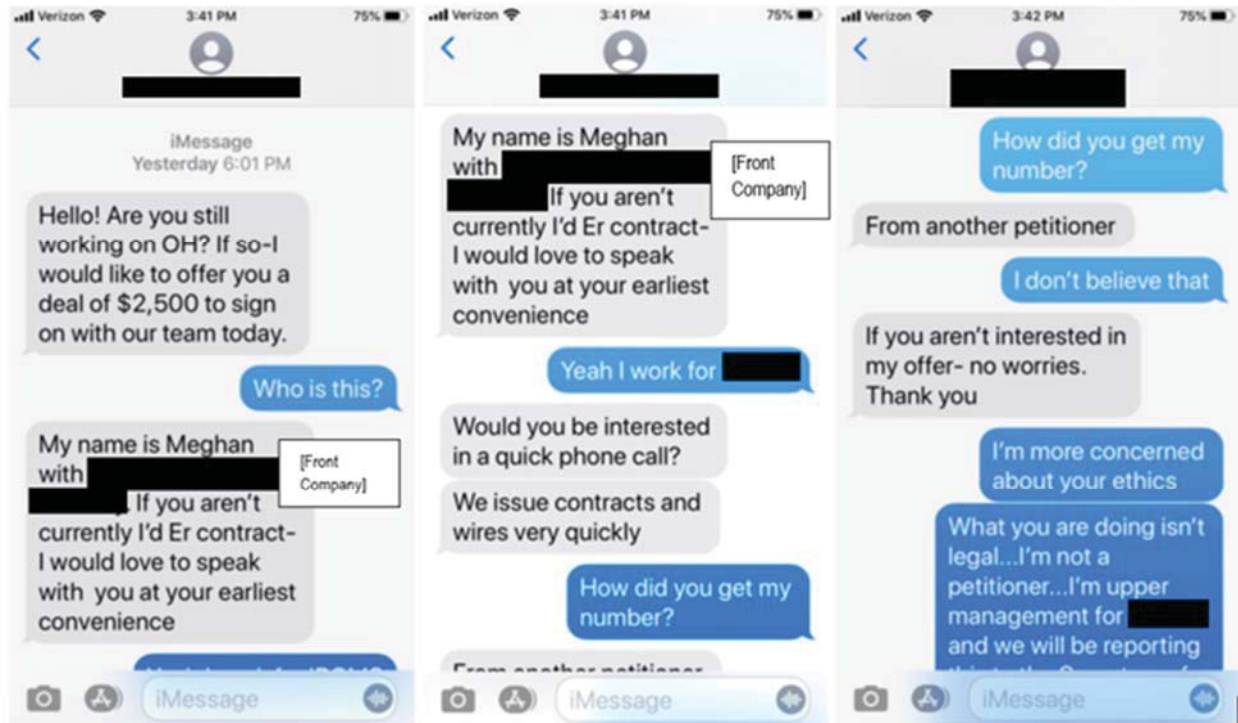 Verizon 3:41 PM 75%
iMessage
Yesterday 6:01 PM
Hello! Are you still
working on OH? If so-I
would like to offer you a
deal of $2,500 to sign
on with our team today.
Who is this?
My name is Meghan
with
[Front
Company]
If you aren't
currently I'd Er contract-
I would love to speak
with you at your earliest
convenience
iMessage
Verizon 3:41 PM 75%
My name is Meghan
with
[Front
Company]
If you aren't
currently I'd Er contract-
I would love to speak
with you at your earliest
convenience
Yeah I work for
Would you be interested
in a quick phone call?
We issue contracts and
wires very quickly
How did you get my
number?
From another petitioner
iMessage
Verizon 3:42 PM 75%
How did you get my
number?
From another petitioner
I don't believe that
If you aren't interested in
my offer- no worries.
Thank you
I'm more concerned
about your ethics
What you are doing isn't
legal...I'm not a
petitioner...I'm upper
management for
and we will be reporting
iMessage